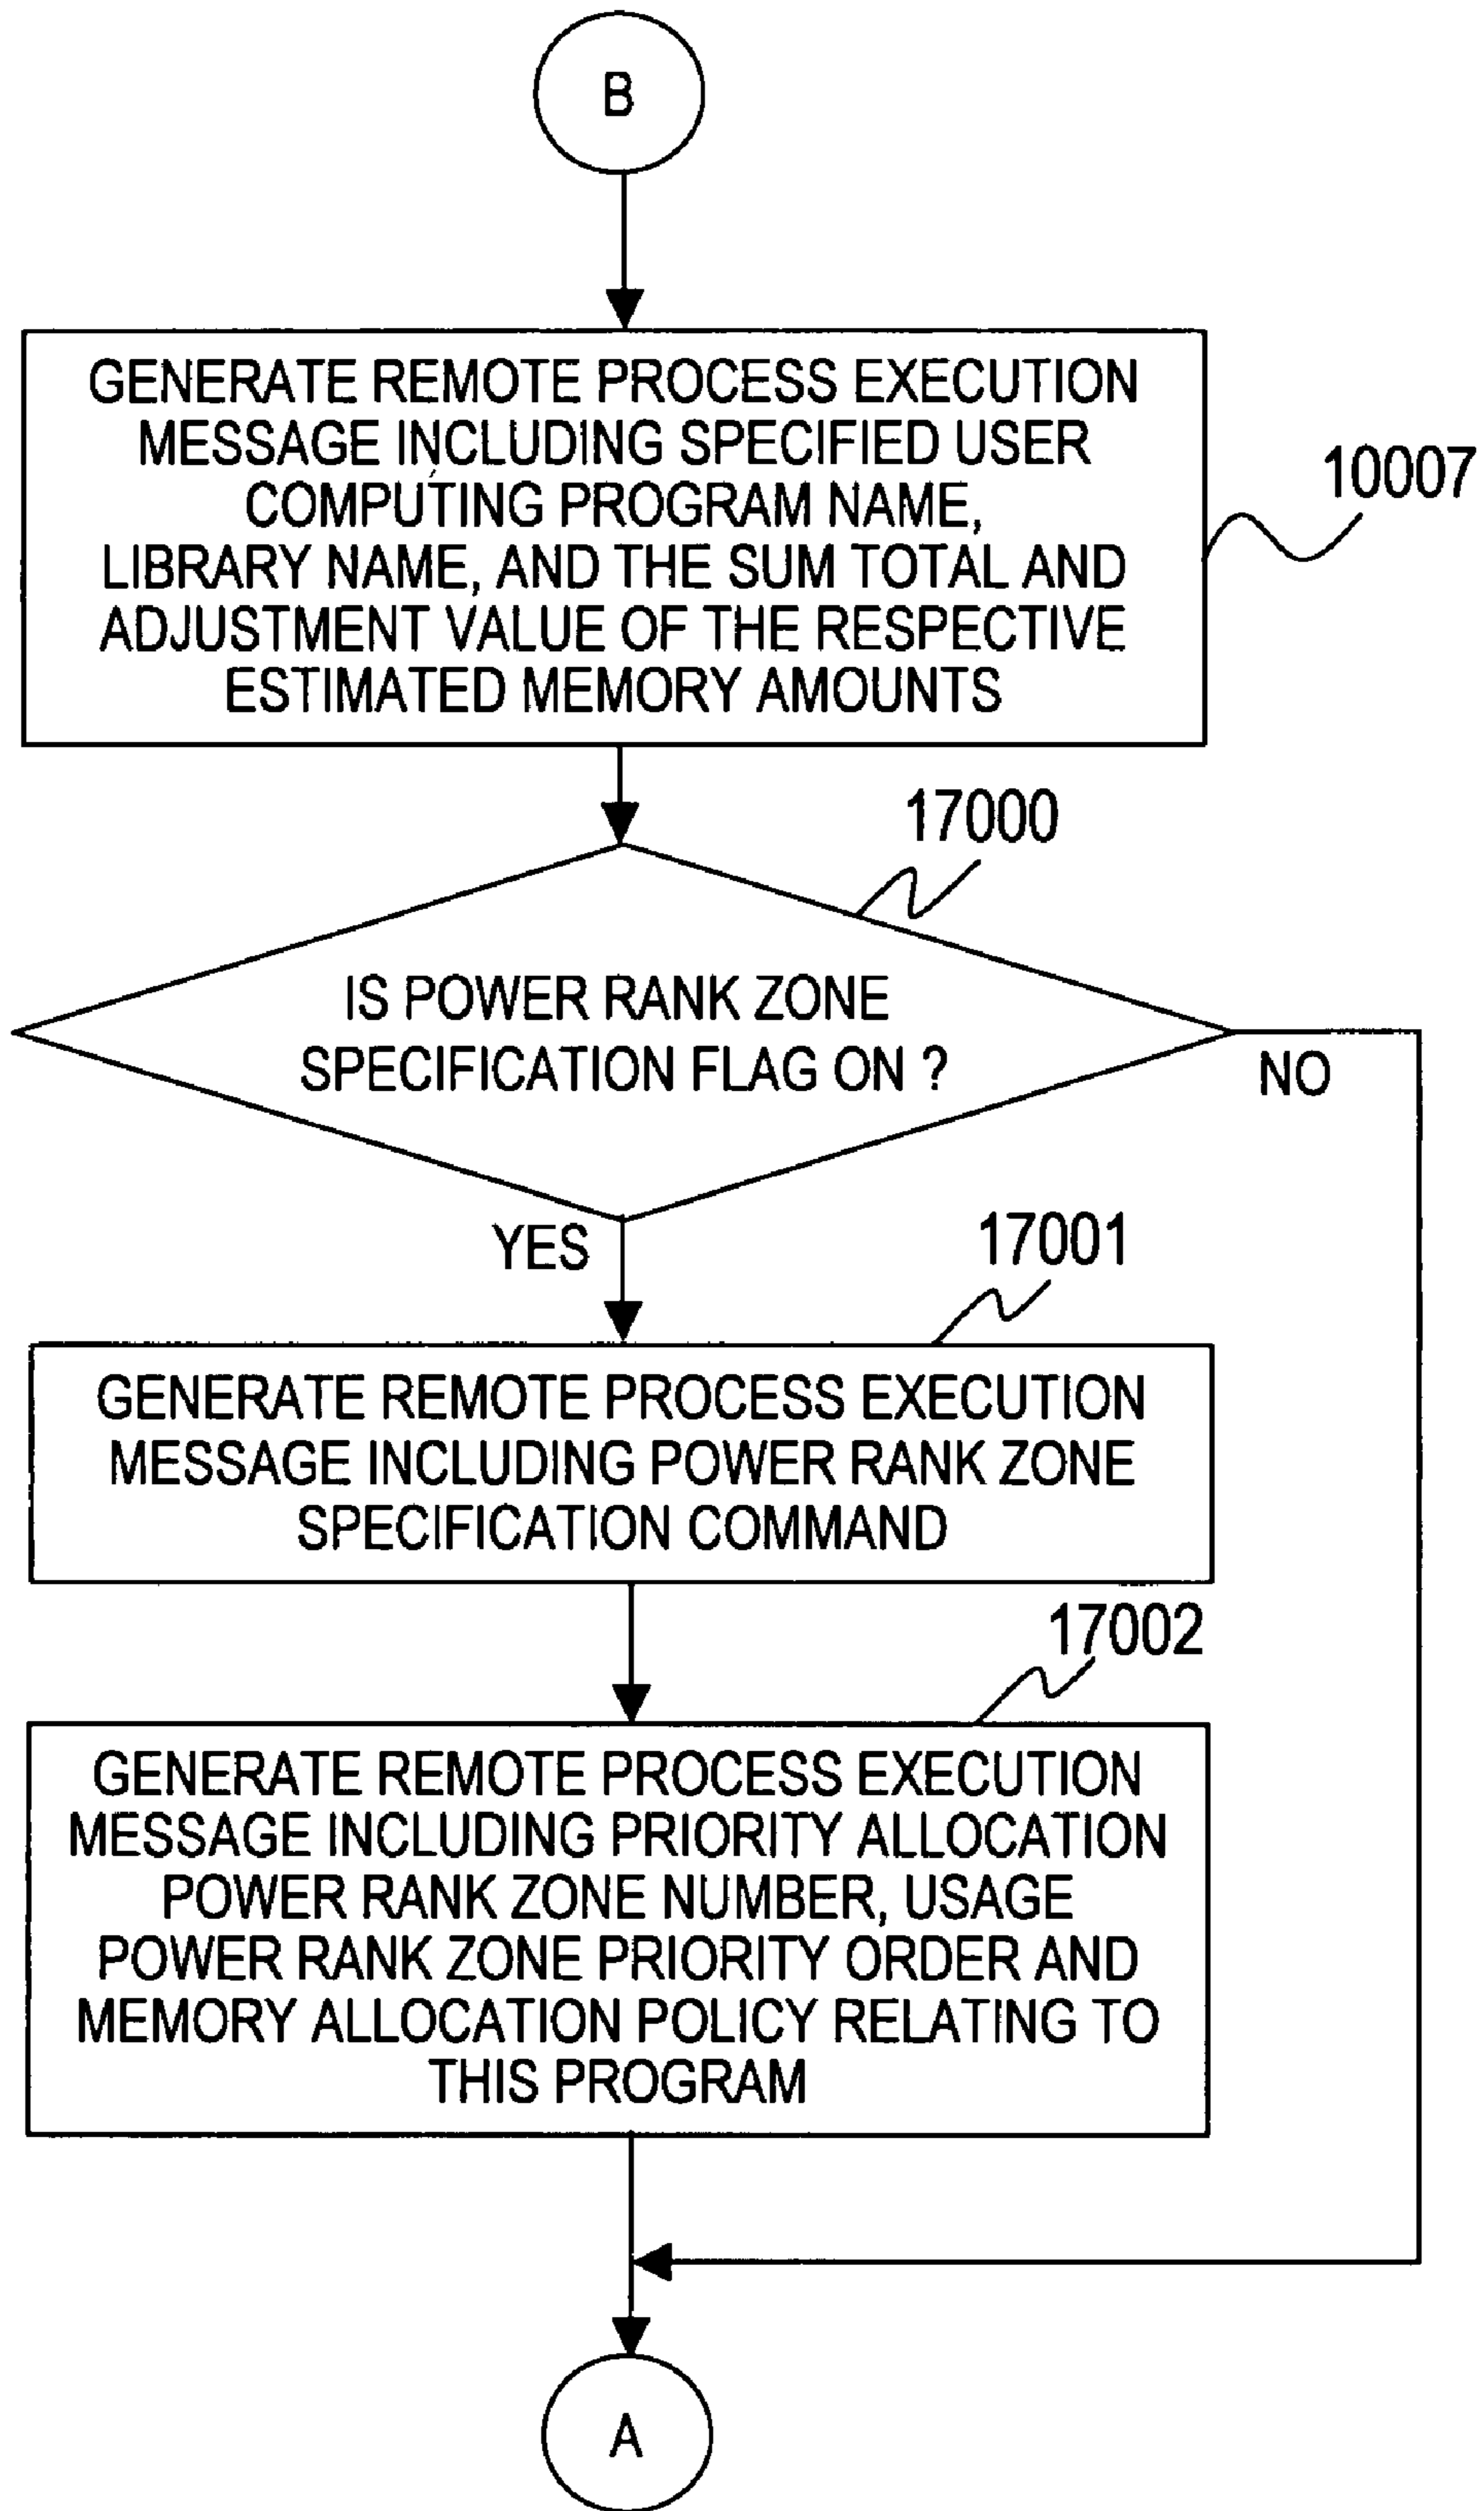 B
GENERATE REMOTE PROCESS EXECUTION
MESSAGE INCLUDING SPECIFIED USER
COMPUTING PROGRAM NAME,
LIBRARY NAME, AND THE SUM TOTAL AND
ADJUSTMENT VALUE OF THE RESPECTIVE
ESTIMATED MEMORY AMOUNTS
10007
17000
IS POWER RANK ZONE
SPECIFICATION FLAG ON ?
NO
YES
17001
GENERATE REMOTE PROCESS EXECUTION
MESSAGE INCLUDING POWER RANK ZONE
SPECIFICATION COMMAND
17002
GENERATE REMOTE PROCESS EXECUTION
MESSAGE INCLUDING PRIORITY ALLOCATION
POWER RANK ZONE NUMBER, USAGE
POWER RANK ZONE PRIORITY ORDER AND
MEMORY ALLOCATION POLICY RELATING TO
THIS PROGRAM
A